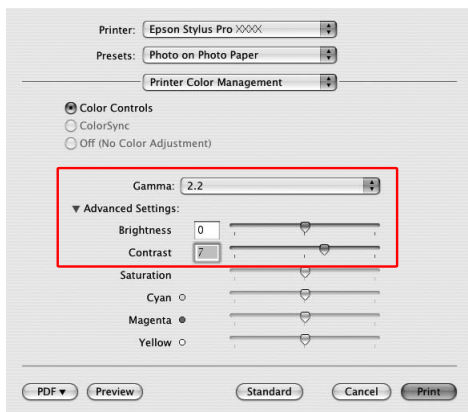 Printer: Epson Stylus Pro XXXX
Presets: Photo on Photo Paper
Printer Color Management
Color Controls
ColorSync
Off (No Color Adjustment)
Gamma: 2.2
Advanced Settings:
Brightness 0
Contrast 7
Saturation
Cyan
Magenta
Yellow
PDF Preview Standard Cancel Print